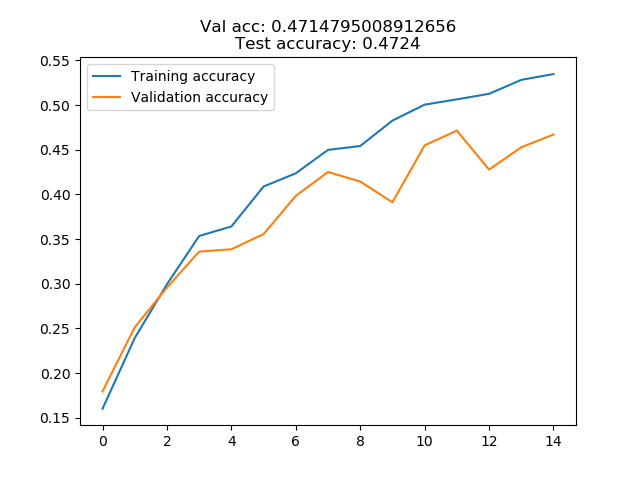 Val acc: 0.4714795008912656
Test accuracy: 0.4724
Training accuracy
Validation accuracy
0.55
0.50
0.45
0.40
0.35
0.30
0.25
0.20
0.15
0 2 4 6 8 10 12 14